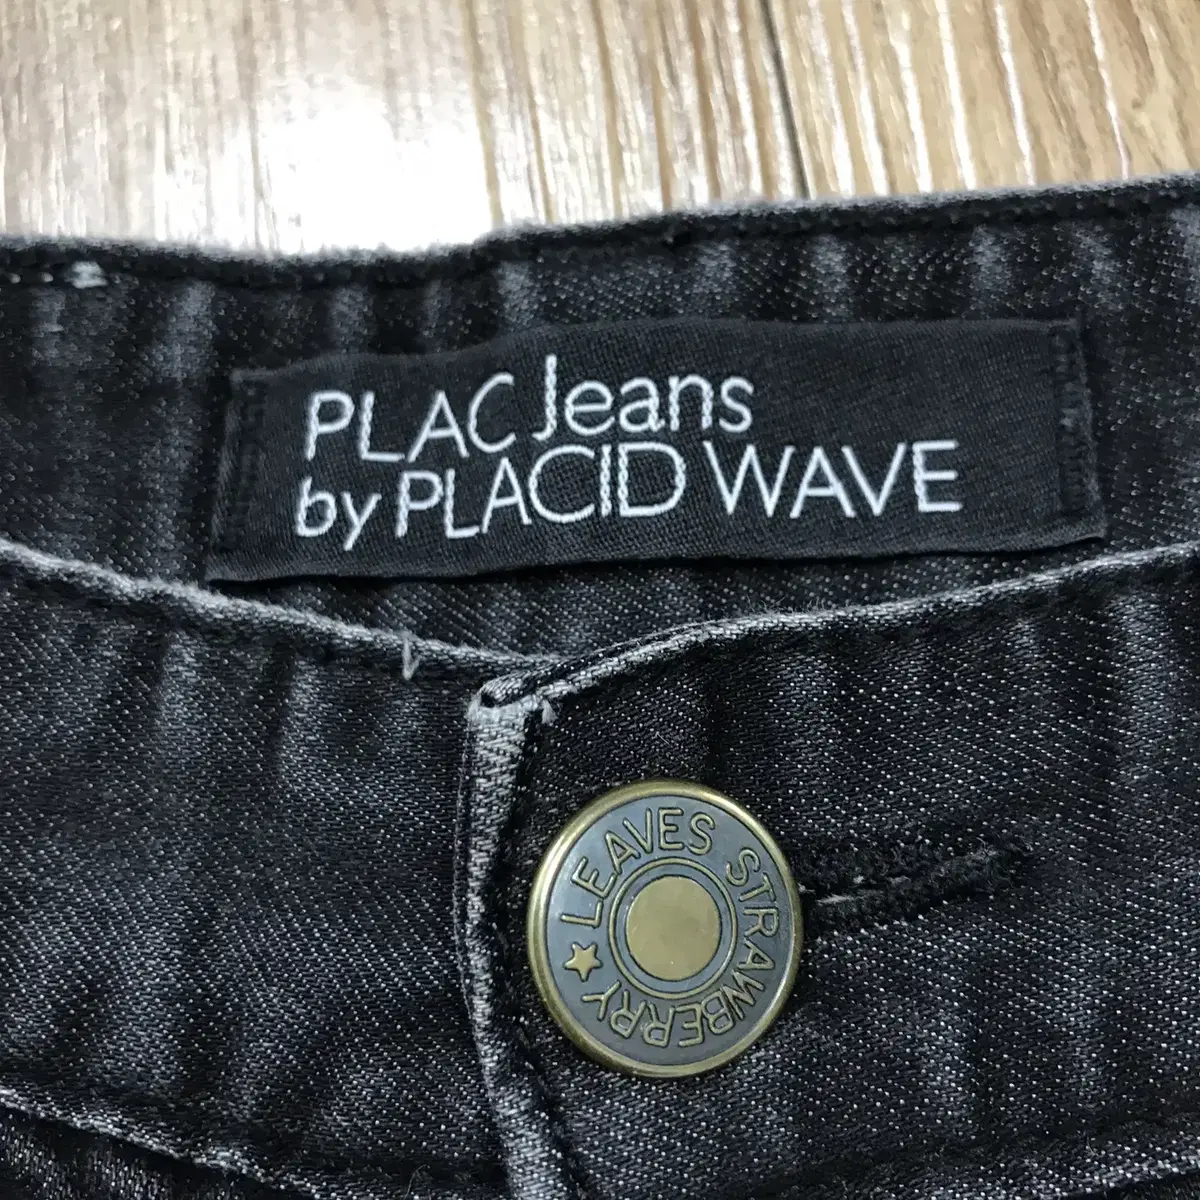 PLAC Jeans
by PLACID WAVE
LEAVES STRAWBERRY